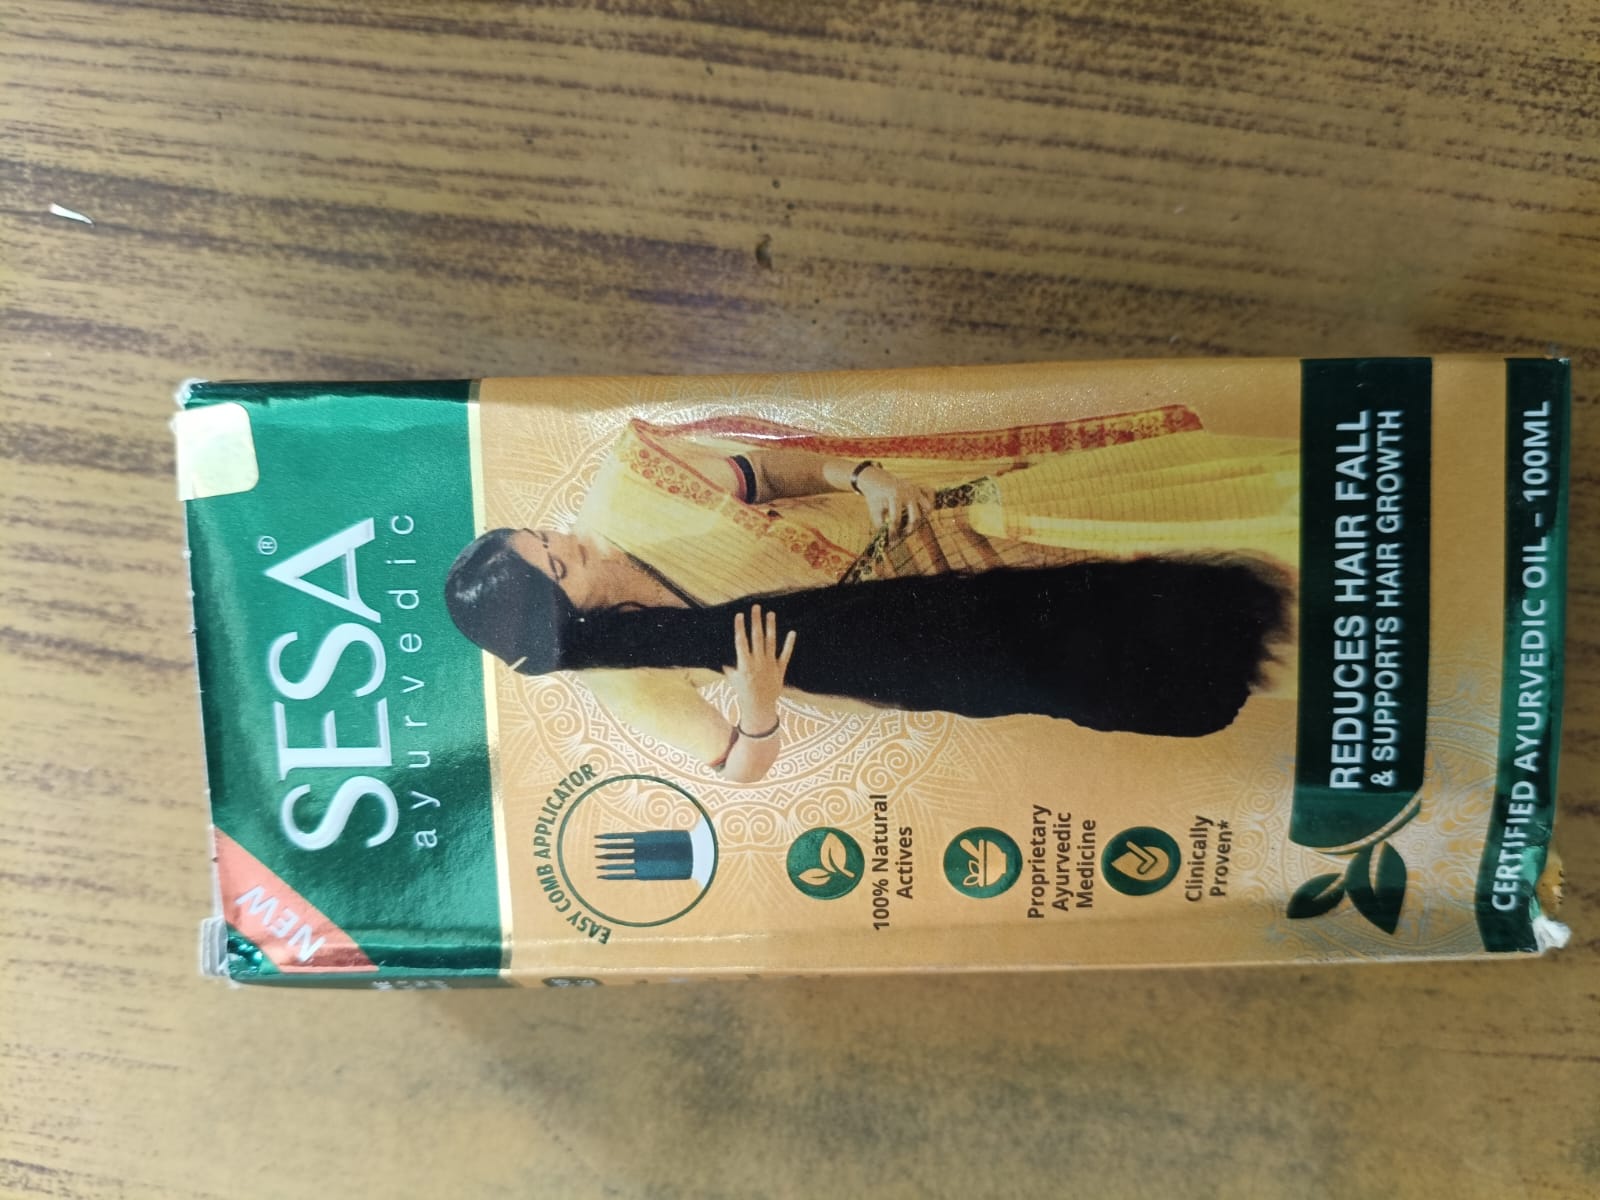 NEW
SESA®
ayurvedic
EASY COMB APPLICATOR
100% Natural
Actives
Proprietary
Ayurvedic
Medicine
Clinically
Proven*
REDUCES HAIR FALL
& SUPPORTS HAIR GROWTH
CERTIFIED AYURVEDIC OIL – 100ML